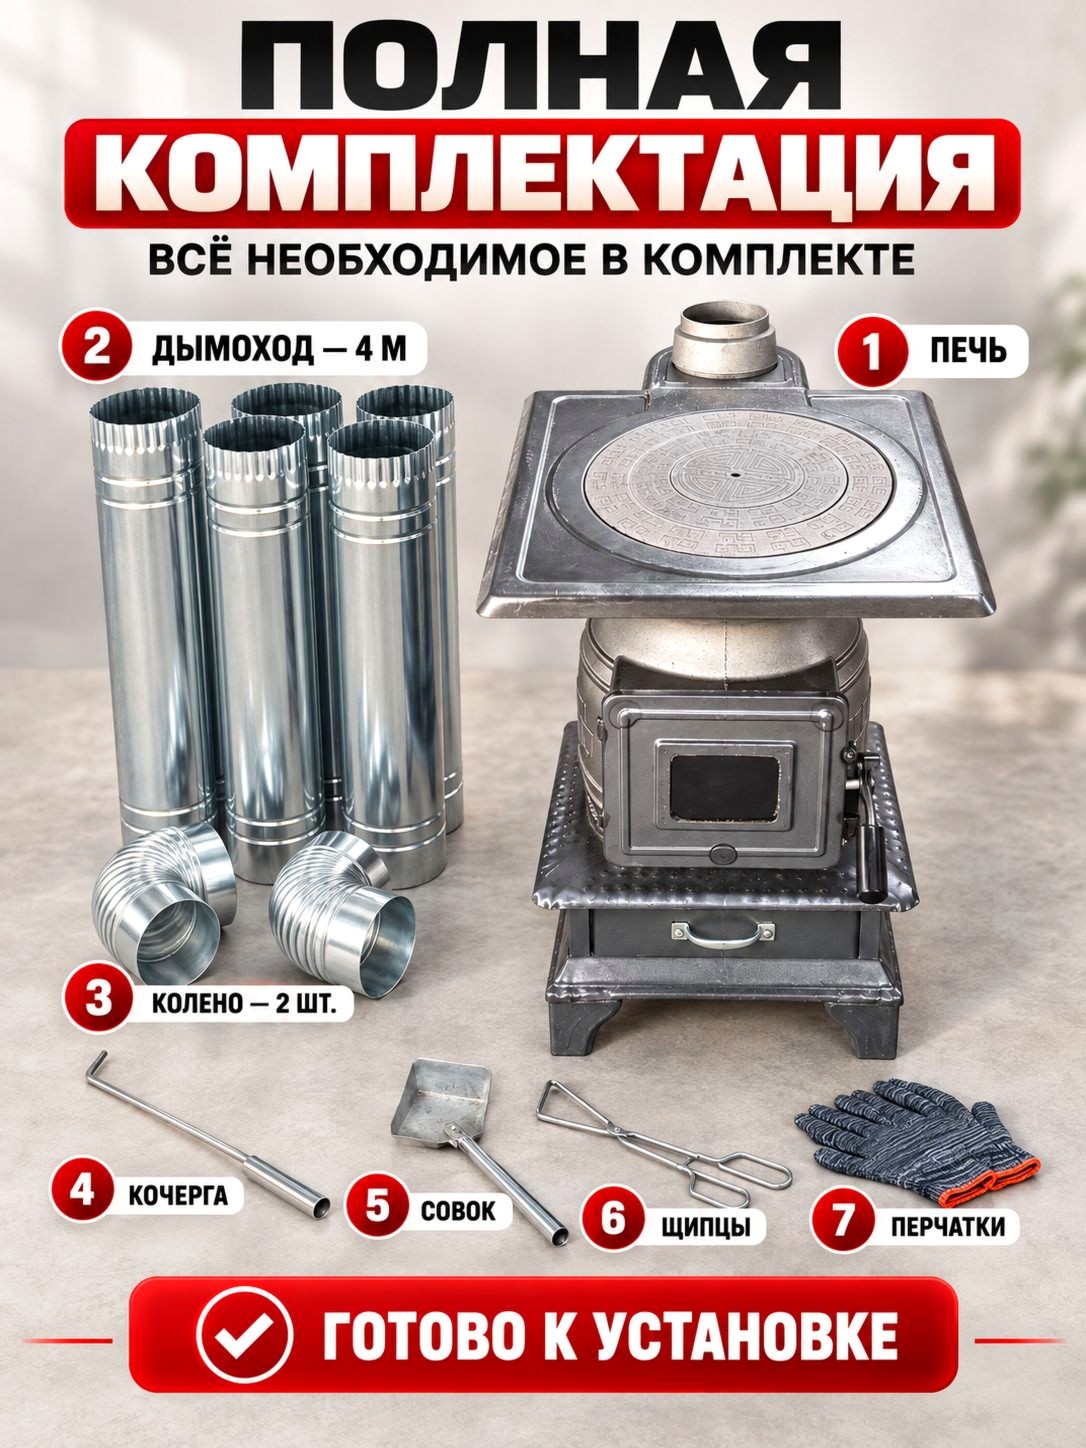 ПОЛНАЯ
КОМПЛЕКТАЦИЯ
ВСЁ НЕОБХОДИМОЕ В КОМПЛЕКТЕ
2 ДЫМОХОД – 4 М
1 ПЕЧЬ
3 КОЛЕНО – 2 ШТ.
4 КОЧЕРГА
5 СОВОК
6 ЩИПЦЫ
7 ПЕРЧАТКИ
ГОТОВО К УСТАНОВКЕ